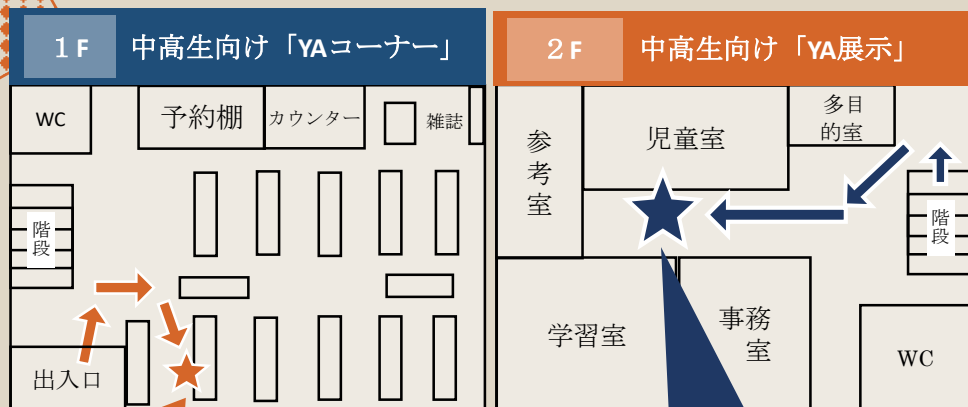 1F 中高生向け「YAコーナー」
WC
予約棚
カウンター
雑誌
階段
出入口
2F 中高生向け「YA展示」
参考室
児童室
多目
的室
階段
学習室
事務
室
WC